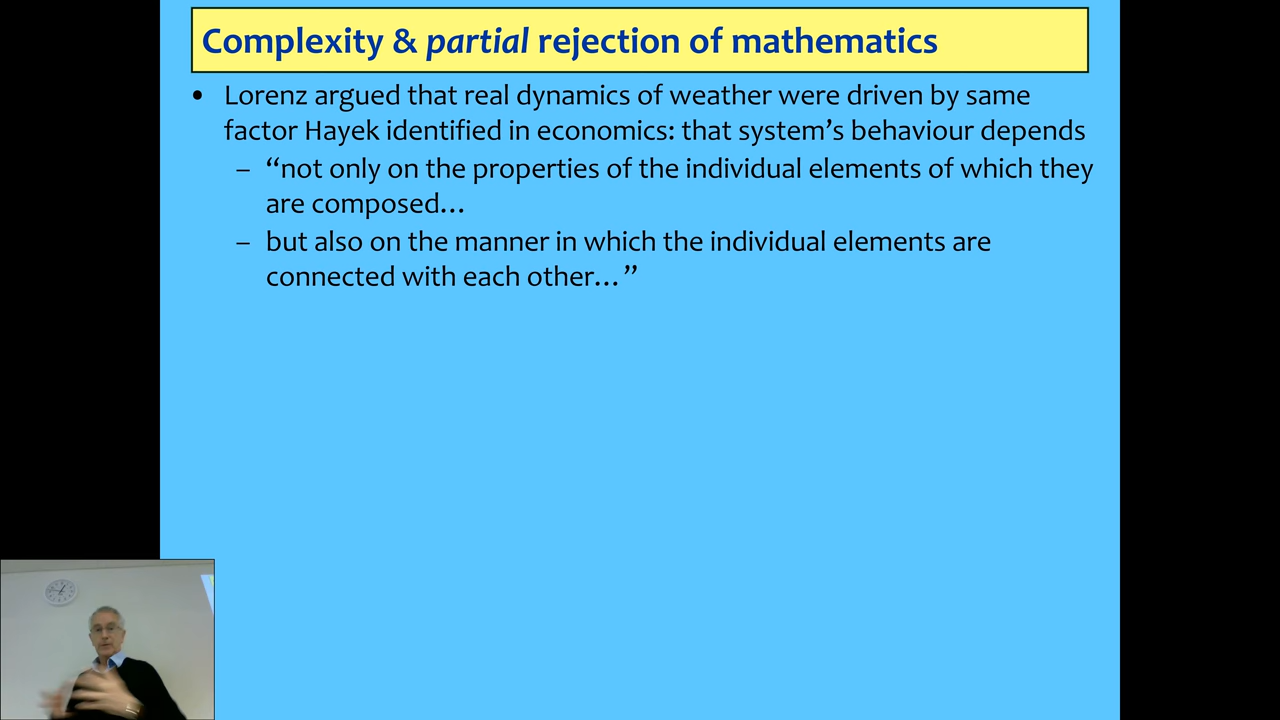 Complexity & partial rejection of mathematics
• Lorenz argued that real dynamics of weather were driven by same
factor Hayek identified in economics: that system’s behaviour depends
– “not only on the properties of the individual elements of which they
are composed…
– but also on the manner in which the individual elements are
connected with each other…”